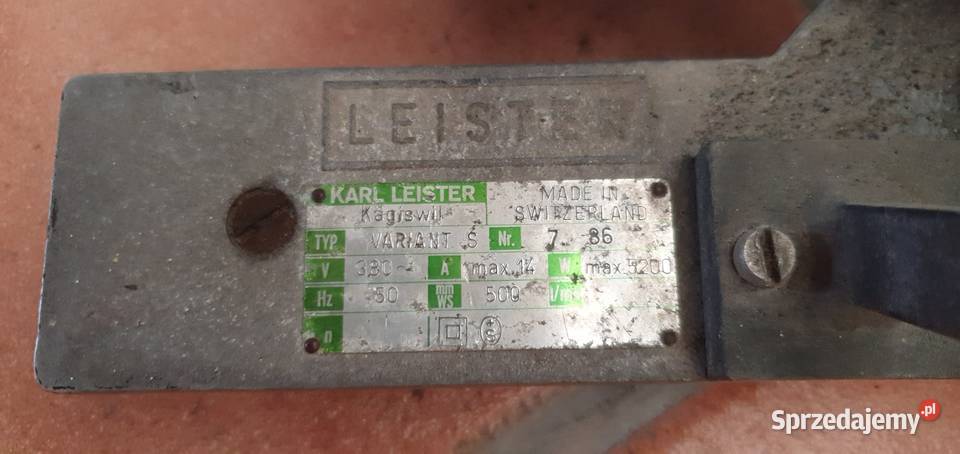 LEISTER
KARL LEISTER MADE IN
Kägiswil SWITZERLAND
TYP VARIANT S Nr. 7 86
V 380~ A max.14 W max.5200
Hz 50 mm WS 500
n
Sprzedajemy.pl